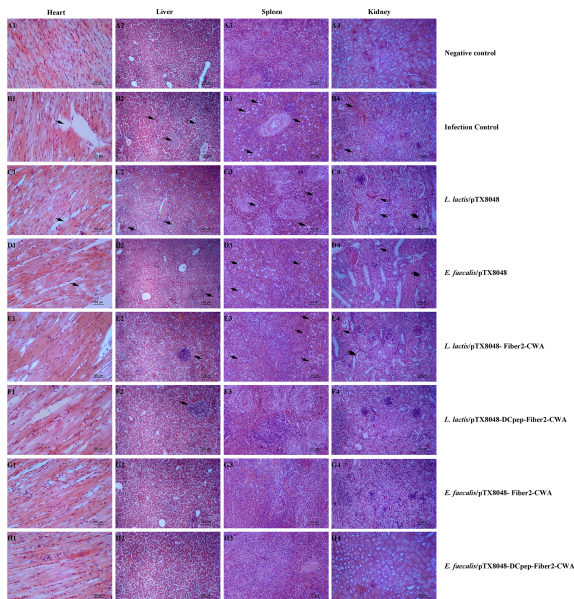 Heart Liver Spleen Kidney
A1 A2 A3 A4 Negative control
B1 B2 B3 B4 Infection Control
C1 C2 C3 C4 L. lactis/pTX8048
D1 D2 D3 D4 E. faecalis/pTX8048
E1 E2 E3 E4 L. lactis/pTX8048- Fiber2-CWA
F1 F2 F3 F4 L. lactis/pTX8048-DCpep-Fiber2-CWA
G1 G2 G3 G4 E. faecalis/pTX8048- Fiber2-CWA
H1 H2 H3 H4 E. faecalis/pTX8048-DCpep-Fiber2-CWA